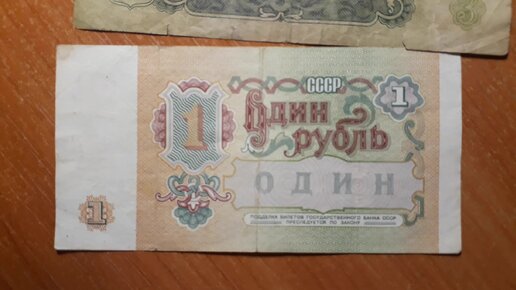 СССР
1 Один 1
рубль
ОДИН
1
ПОДДЕЛКА БИЛЕТОВ ГОСУДАРСТВЕННОГО БАНКА СССР
ПРЕСЛЕДУЕТСЯ ПО ЗАКОНУ